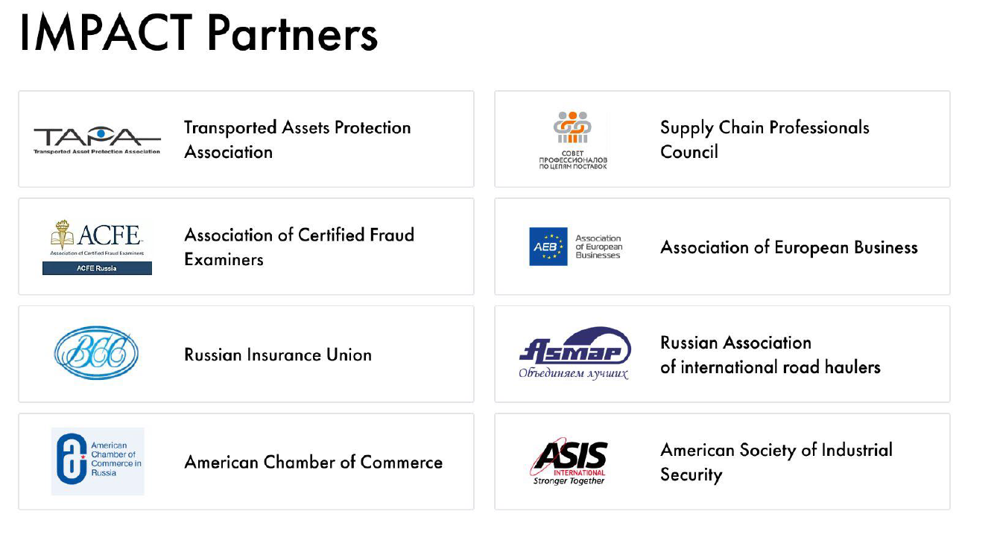 IMPACT Partners
TAPA
Transported Asset Protection Association
Transported Assets Protection
Association
СОВЕТ
ПРОФЕССИОНАЛОВ
ПО ЦЕПЯМ ПОСТАВОК
Supply Chain Professionals
Council
ACFE
Association of Certified Fraud Examiners
ACFE Russia
Association of Certified Fraud
Examiners
AEB
Association
of European
Businesses
Association of European Business
ВСС
Russian Insurance Union
Asmap
Объединяем лучших
Russian Association
of international road haulers
American
Chamber of
Commerce in
Russia
American Chamber of Commerce
ASIS
INTERNATIONAL
Stronger Together
American Society of Industrial
Security